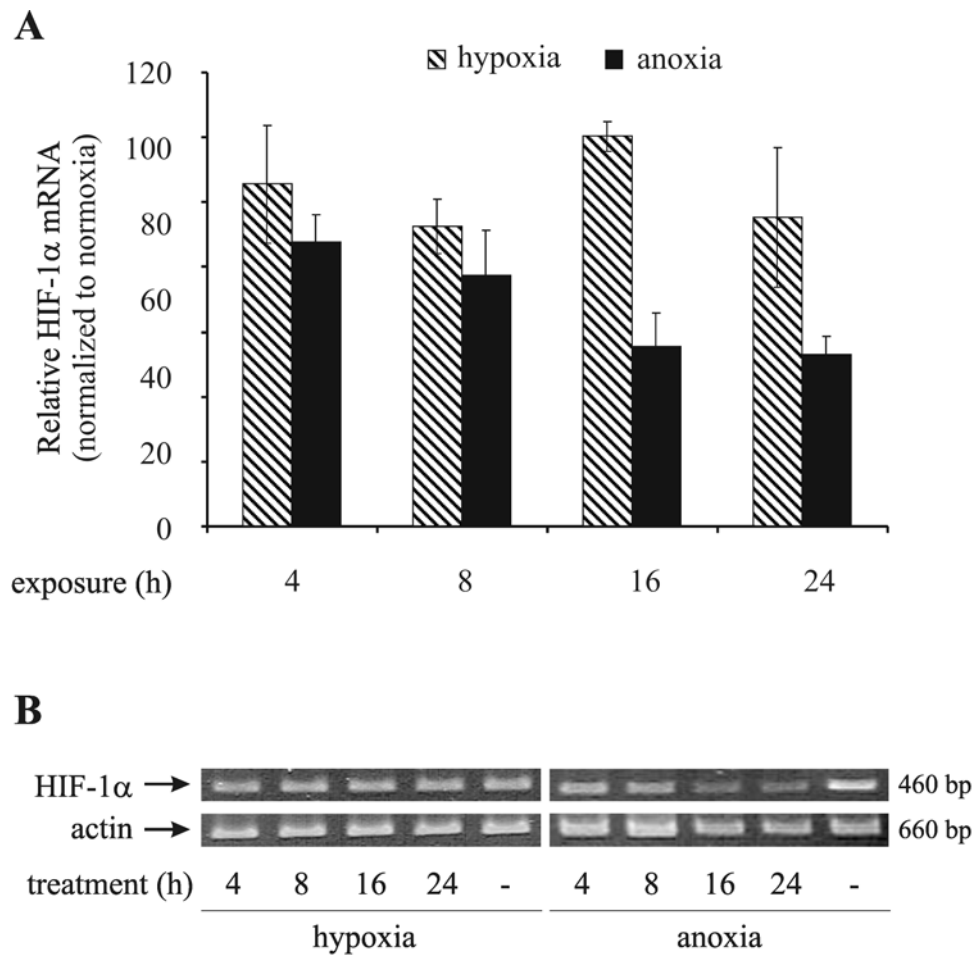 A
hypoxia anoxia
Relative HIF-1α mRNA
(normalized to normoxia)
120
100
80
60
40
20
0
exposure (h) 4 8 16 24
B
HIF-1α 460 bp
actin 660 bp
treatment (h) 4 8 16 24 - 4 8 16 24 -
hypoxia anoxia